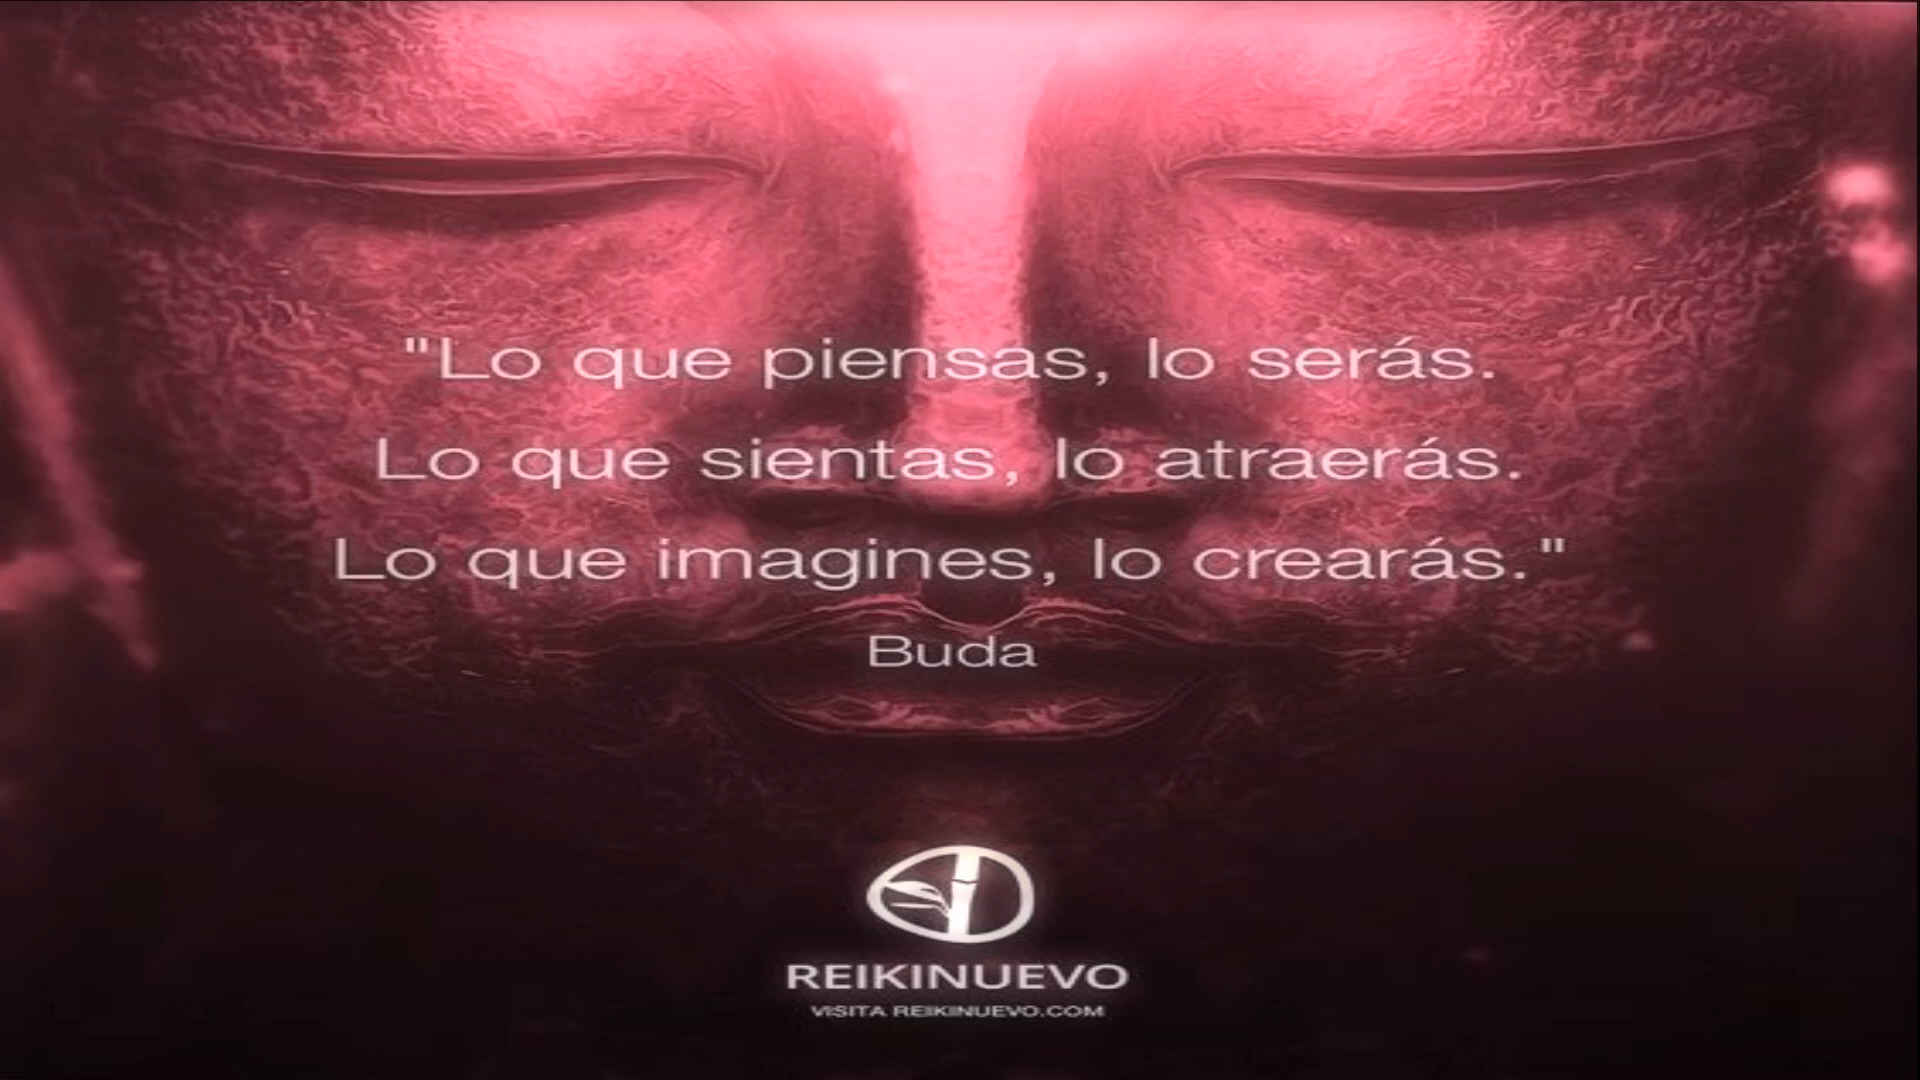 "Lo que piensas, lo serás.
Lo que sientas, lo atraerás.
Lo que imagines, lo crearás."
Buda
REIKINUEVO
VISITA REIKINUEVO.COM